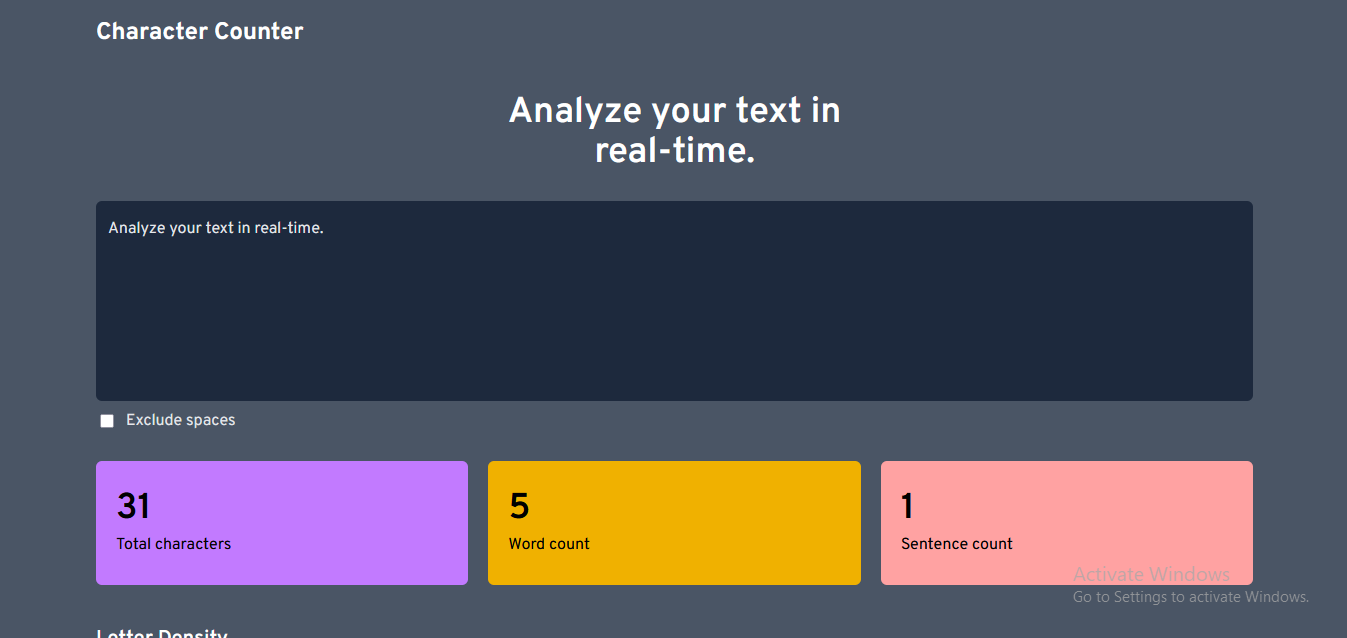 Character Counter
Analyze your text in
real-time.
Analyze your text in real-time.
Exclude spaces
31
Total characters
5
Word count
1
Sentence count
Activate Windows
Go to Settings to activate Windows.
Letter Density